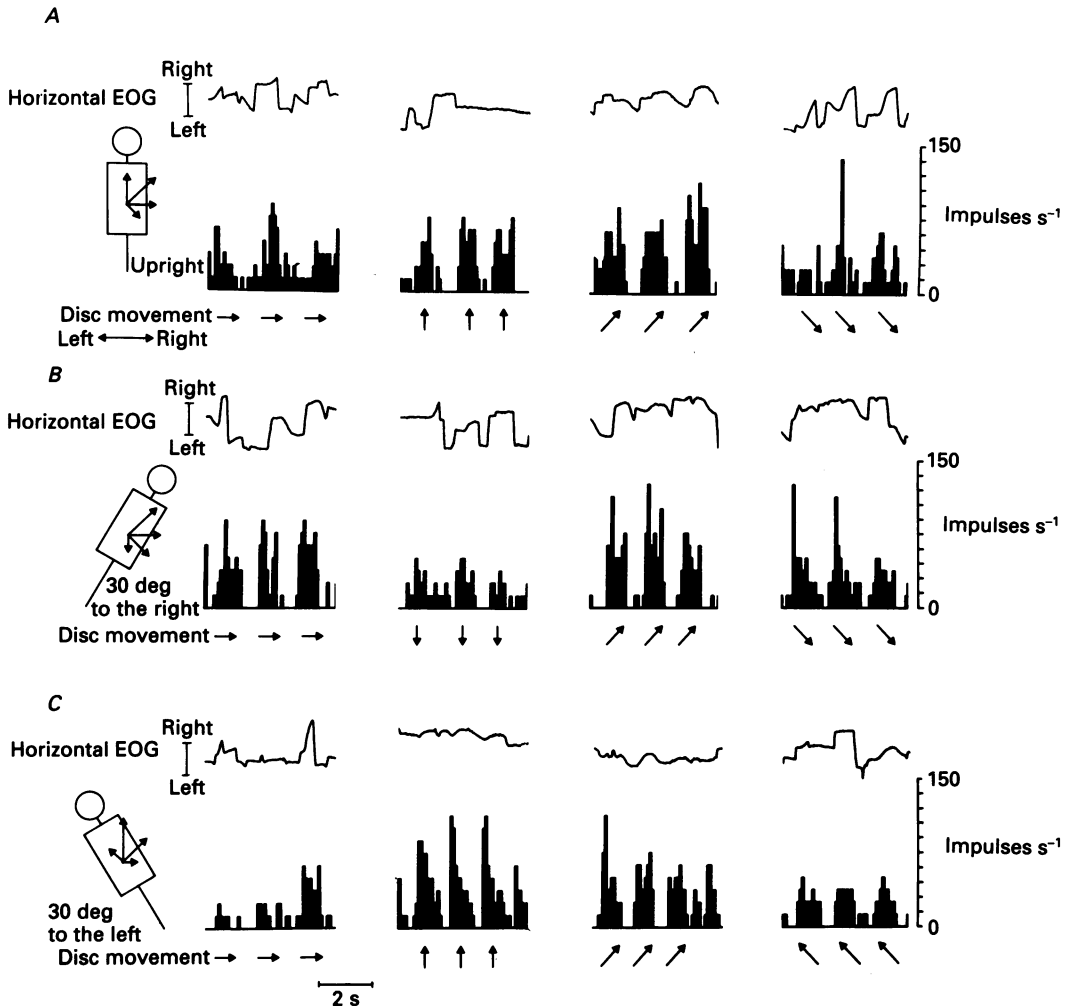 A
Right
Horizontal EOG
Left
150
Impulses s⁻¹
Upright
0
Disc movement
Left Right
B
Right
Horizontal EOG
Left
150
Impulses s⁻¹
30 deg
to the right
0
Disc movement
C
Right
Horizontal EOG
Left
150
Impulses s⁻¹
30 deg
to the left
0
Disc movement
2 s